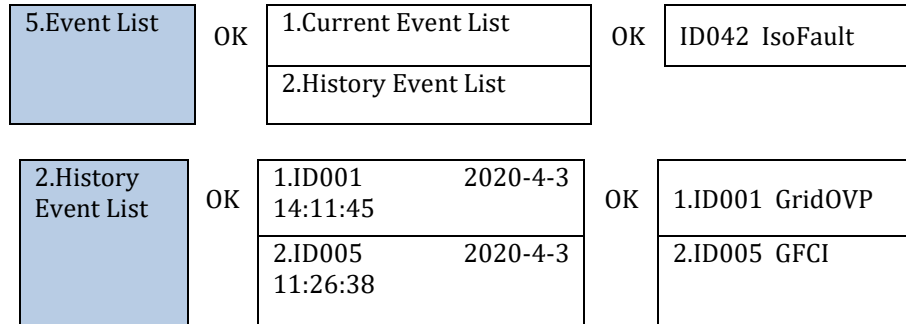 5.Event List
OK
1.Current Event List
OK
ID042 IsoFault
2.History Event List
2.History
Event List
OK
1.ID001 2020-4-3
14:11:45
OK
1.ID001 GridOVP
2.ID005 2020-4-3
11:26:38
2.ID005 GFCI